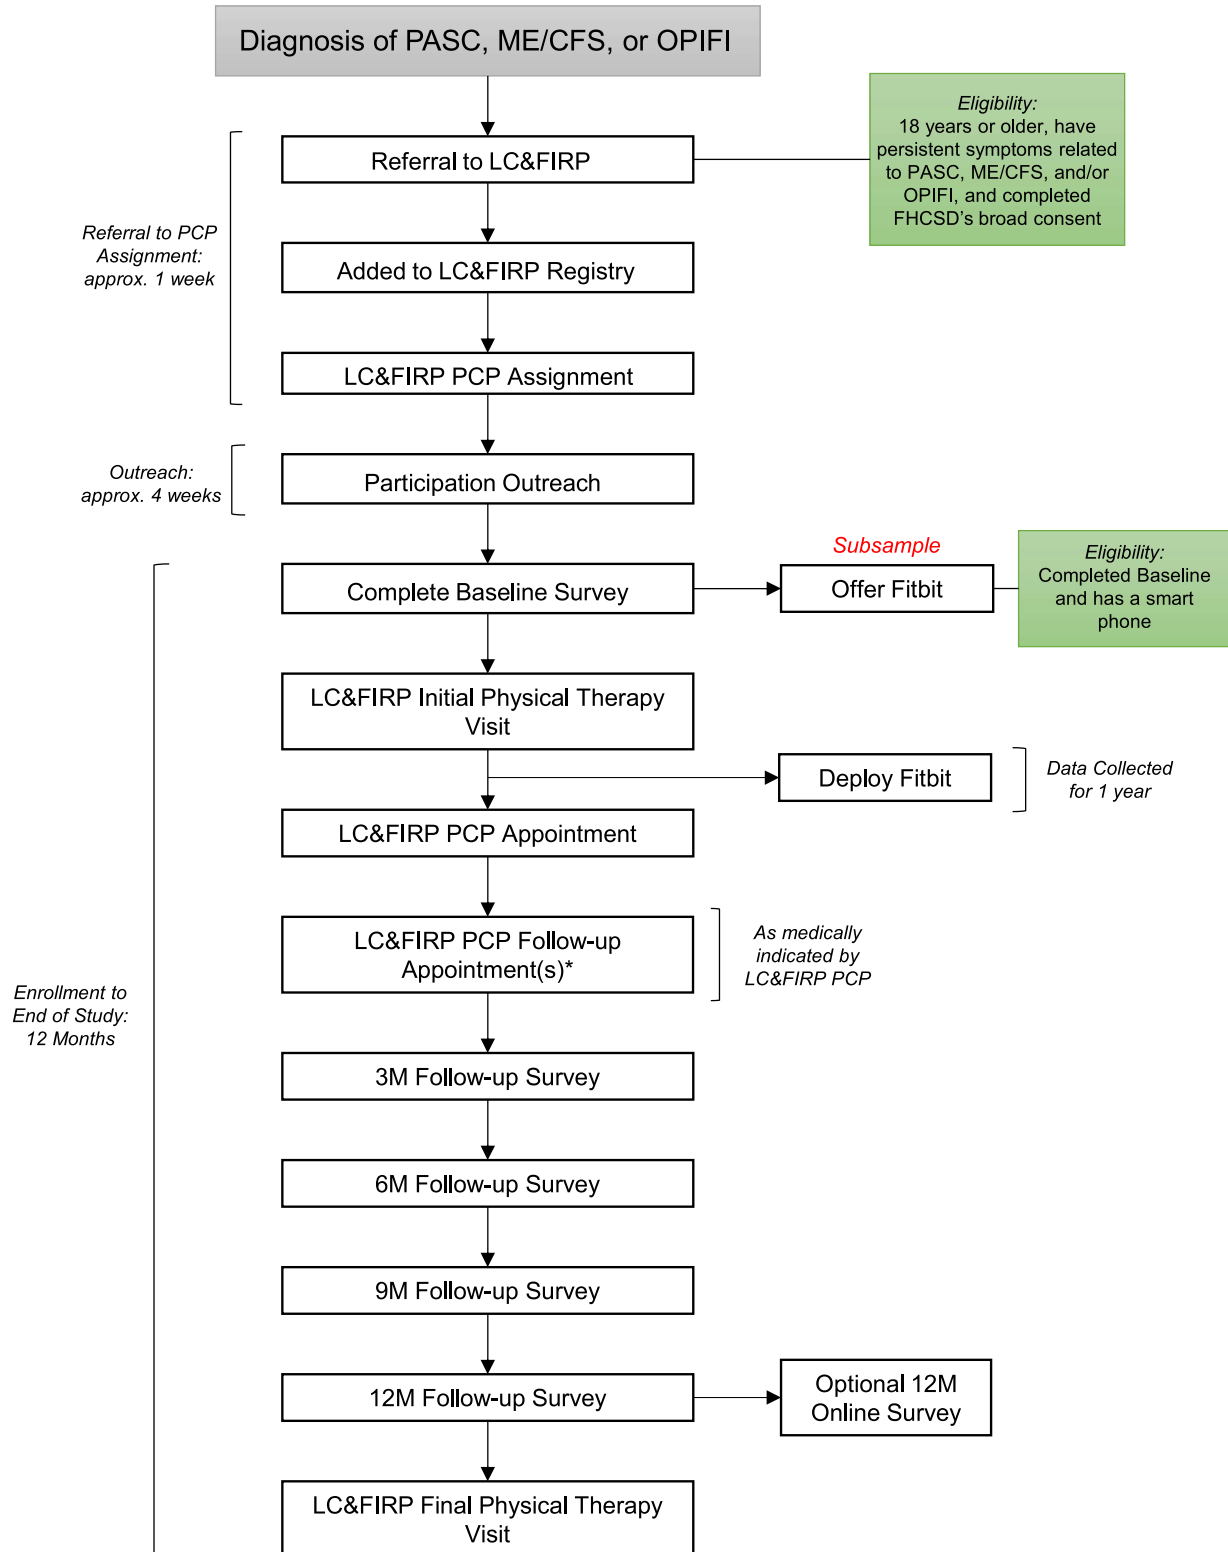 Diagnosis of PASC, ME/CFS, or OPIFI
Eligibility:
18 years or older, have
persistent symptoms related
to PASC, ME/CFS, and/or
OPIFI, and completed
FHCSD's broad consent
Referral to LC&FIRP
Referral to PCP
Assignment:
approx. 1 week
Added to LC&FIRP Registry
LC&FIRP PCP Assignment
Outreach:
approx. 4 weeks
Participation Outreach
Subsample
Complete Baseline Survey
Offer Fitbit
Eligibility:
Completed Baseline
and has a smart
phone
LC&FIRP Initial Physical Therapy
Visit
Deploy Fitbit
Data Collected
for 1 year
LC&FIRP PCP Appointment
LC&FIRP PCP Follow-up
Appointment(s)*
As medically
indicated by
LC&FIRP PCP
Enrollment to
End of Study:
12 Months
3M Follow-up Survey
6M Follow-up Survey
9M Follow-up Survey
12M Follow-up Survey
Optional 12M
Online Survey
LC&FIRP Final Physical Therapy
Visit